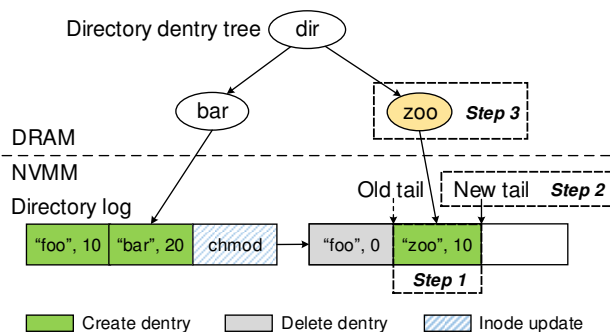 Directory dentry tree
dir
bar
zoo
Step 3
DRAM
NVMM
Old tail
New tail
Step 2
Directory log
“foo”, 10
“bar”, 20
chmod
“foo”, 0
“zoo”, 10
Step 1
Create dentry
Delete dentry
Inode update